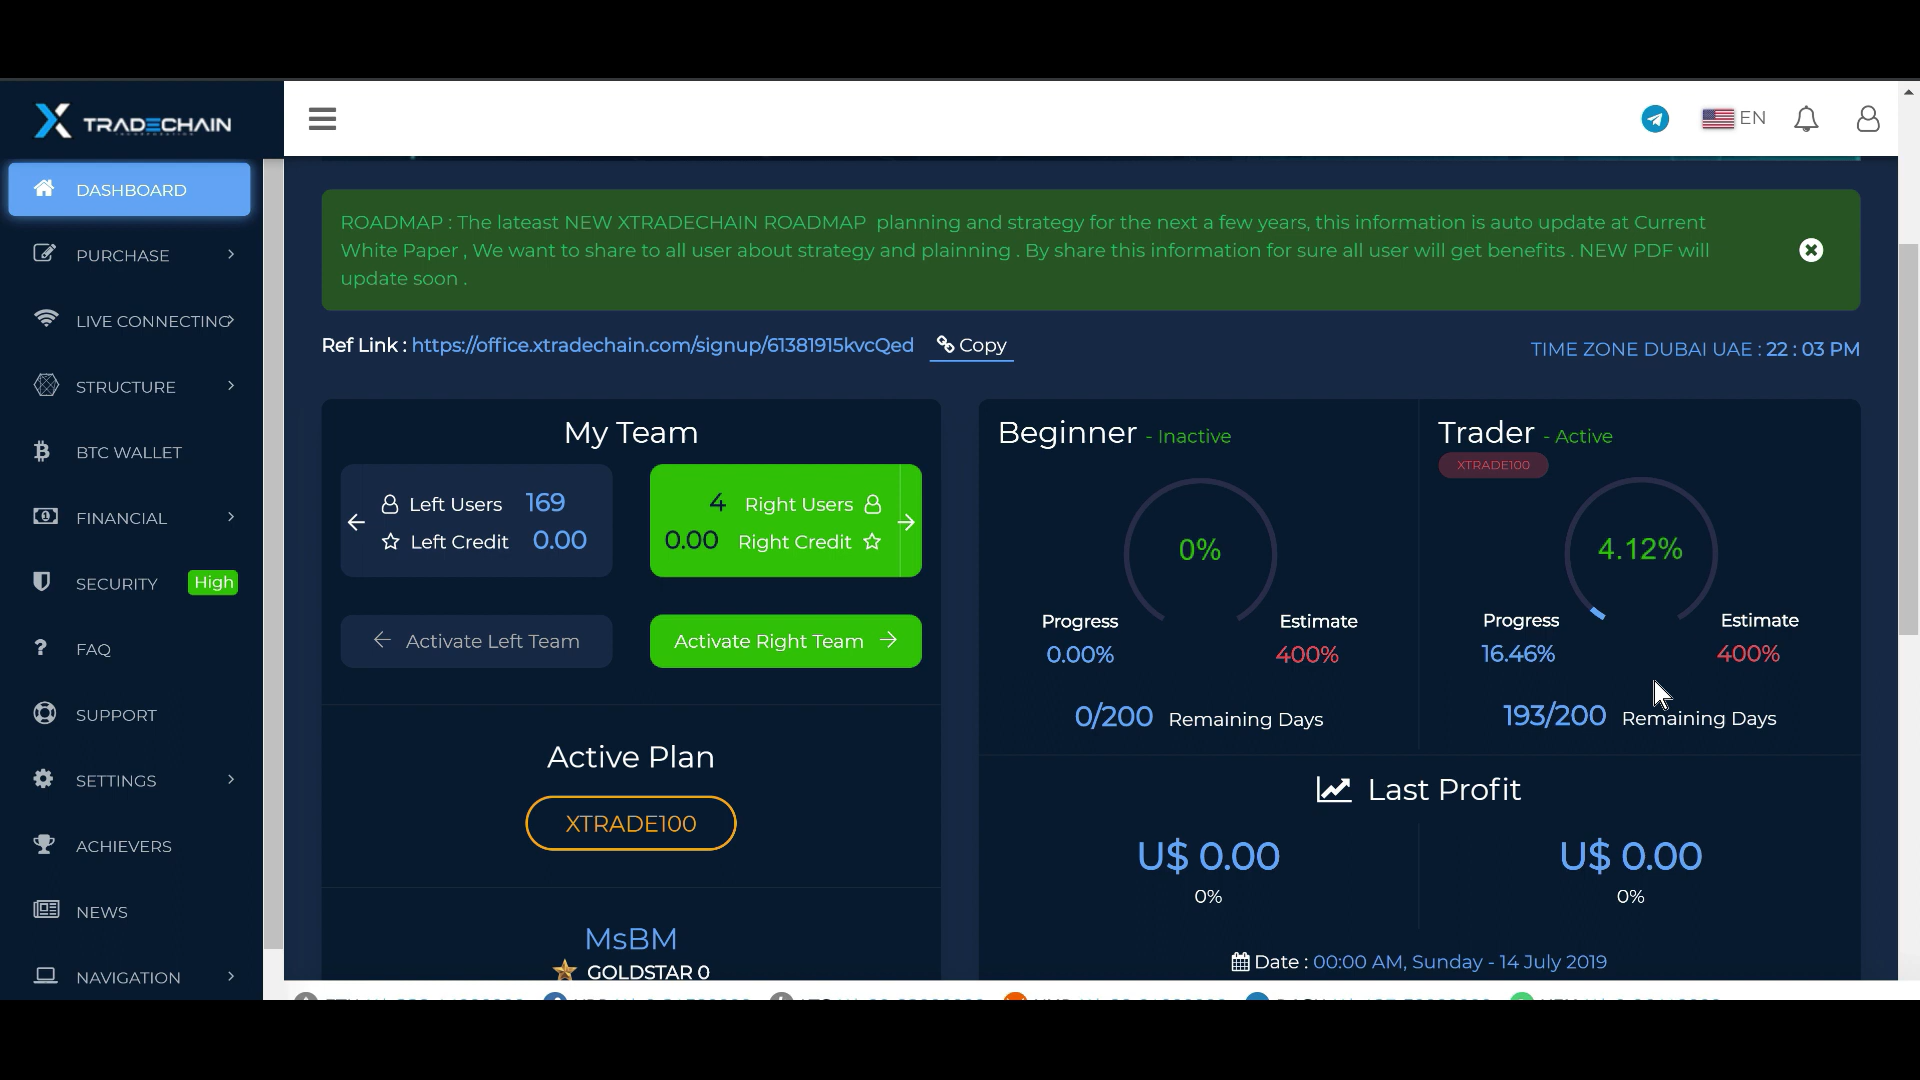 TRADECHAIN
EN
DASHBOARD
PURCHASE
LIVE CONNECTING
STRUCTURE
BTC WALLET
FINANCIAL
SECURITY High
FAQ
SUPPORT
SETTINGS
ACHIEVERS
NEWS
NAVIGATION
ROADMAP : The lateast NEW XTRADECHAIN ROADMAP planning and strategy for the next a few years, this information is auto update at Current
White Paper , We want to share to all user about strategy and plainning . By share this information for sure all user will get benefits . NEW PDF will
update soon .
Ref Link : https://office.xtradechain.com/signup/61381915kvcQed Copy
TIME ZONE DUBAI UAE : 22 : 03 PM
My Team
Left Users 169
Left Credit 0.00
4 Right Users
0.00 Right Credit
Activate Left Team
Activate Right Team
Active Plan
XTRADE100
MsBM
GOLDSTAR 0
Beginner - Inactive
0%
Progress Estimate
0.00% 400%
0/200 Remaining Days
Trader - Active
XTRADE100
4.12%
Progress Estimate
16.46% 400%
193/200 Remaining Days
Last Profit
U$ 0.00 U$ 0.00
0% 0%
Date : 00:00 AM, Sunday - 14 July 2019